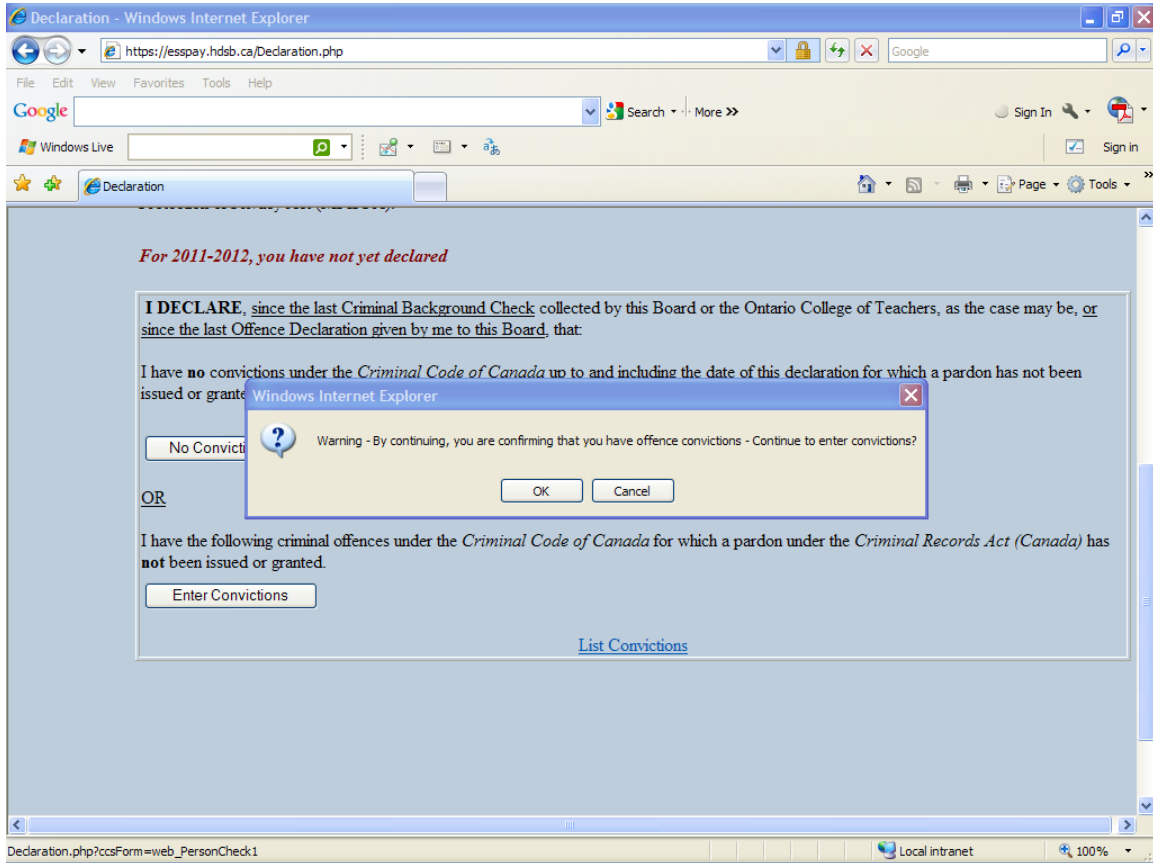 Declaration - Windows Internet Explorer
https://esspay.hdsb.ca/Declaration.php
Google
File Edit View Favorites Tools Help
Google Search More >> Sign In
Windows Live Sign in
Declaration Page Tools >>
For 2011-2012, you have not yet declared
I DECLARE, since the last Criminal Background Check collected by this Board or the Ontario College of Teachers, as the case may be, or
since the last Offence Declaration given by me to this Board, that:
I have no convictions under the Criminal Code of Canada up to and including the date of this declaration for which a pardon has not been
issued or grante
Windows Internet Explorer
Warning - By continuing, you are confirming that you have offence convictions - Continue to enter convictions?
No Convicti
OK Cancel
OR
I have the following criminal offences under the Criminal Code of Canada for which a pardon under the Criminal Records Act (Canada) has
not been issued or granted.
Enter Convictions
List Convictions
Declaration.php?ccsForm=web_PersonCheck1 Local intranet 100%